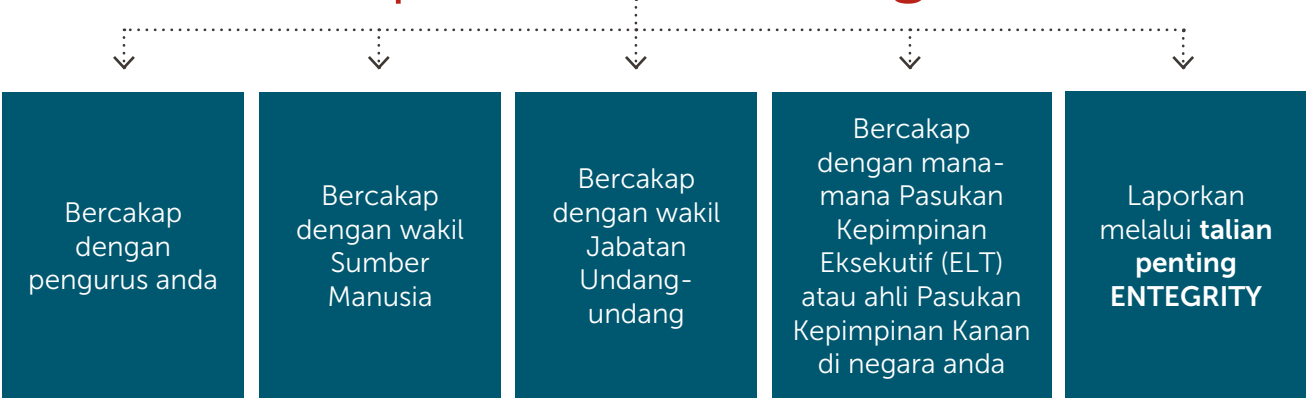 Bercakap
dengan
pengurus anda
Bercakap
dengan wakil
Sumber
Manusia
Bercakap
dengan wakil
Jabatan
Undang-
undang
Bercakap
dengan mana-
mana Pasukan
Kepimpinan
Eksekutif (ELT)
atau ahli Pasukan
Kepimpinan Kanan
di negara anda
Laporkan
melalui talian
penting
ENTEGRITY